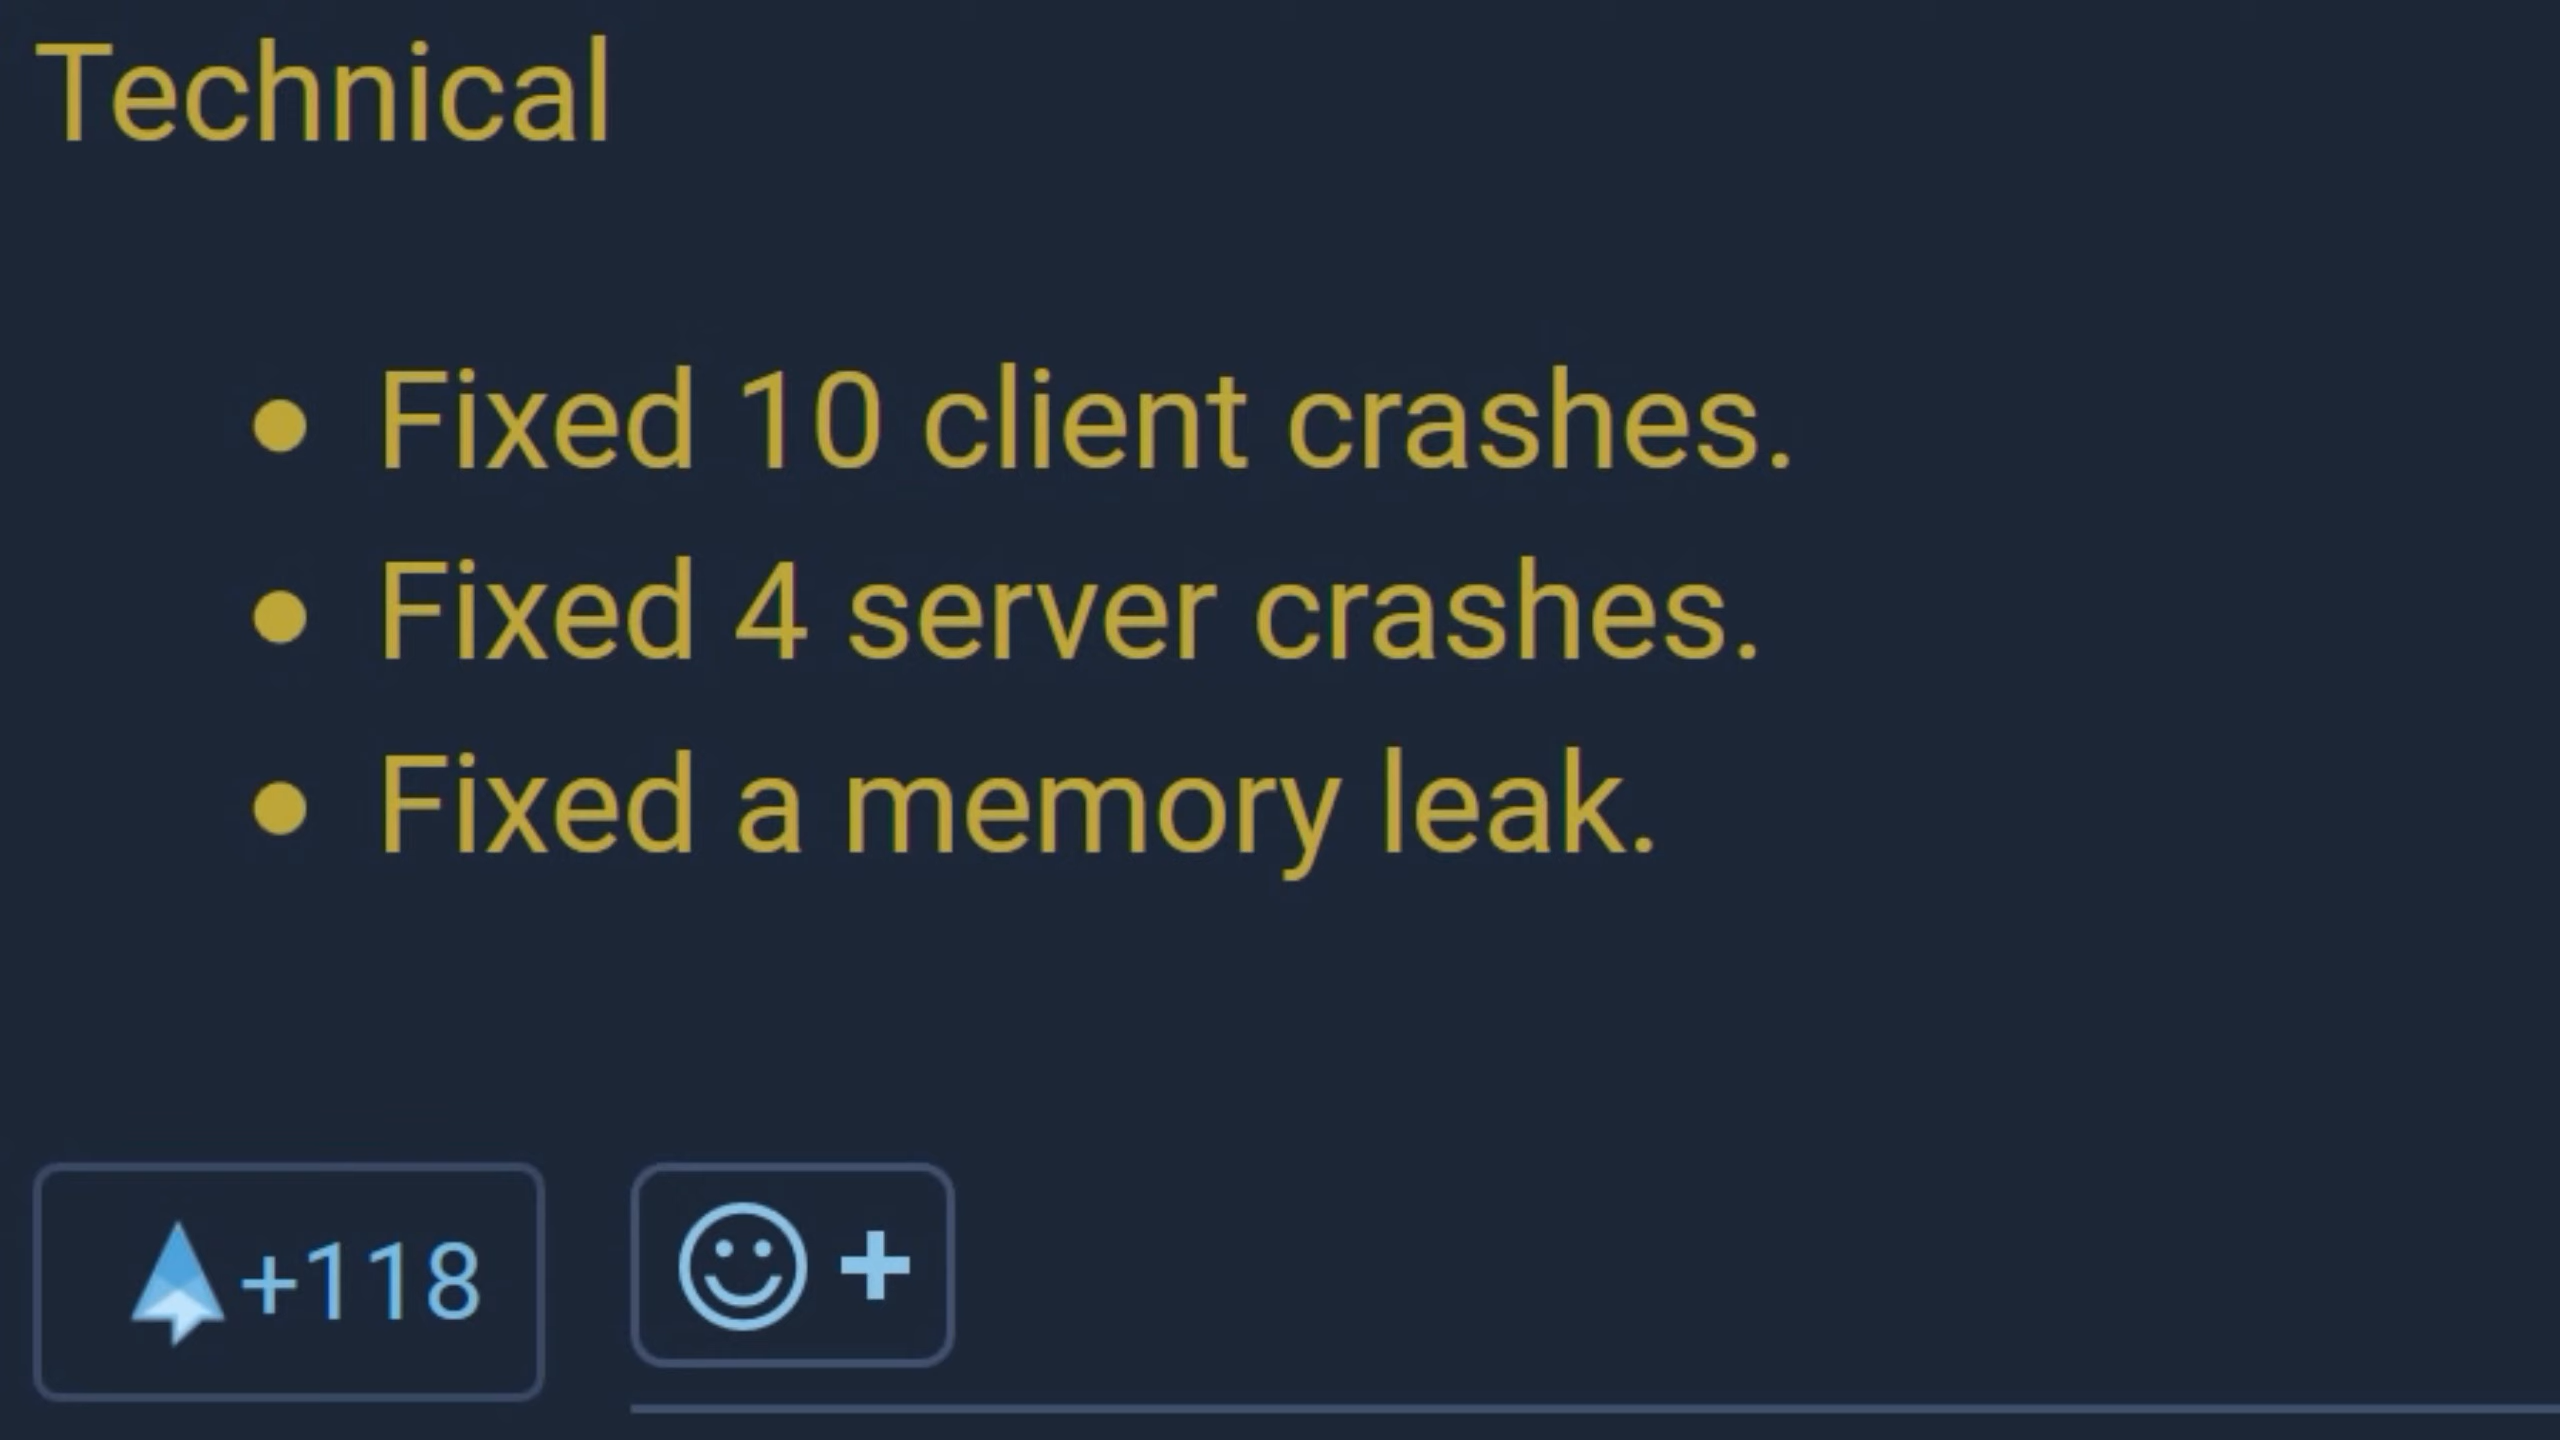 Technical
• Fixed 10 client crashes.
• Fixed 4 server crashes.
• Fixed a memory leak.
+118
+